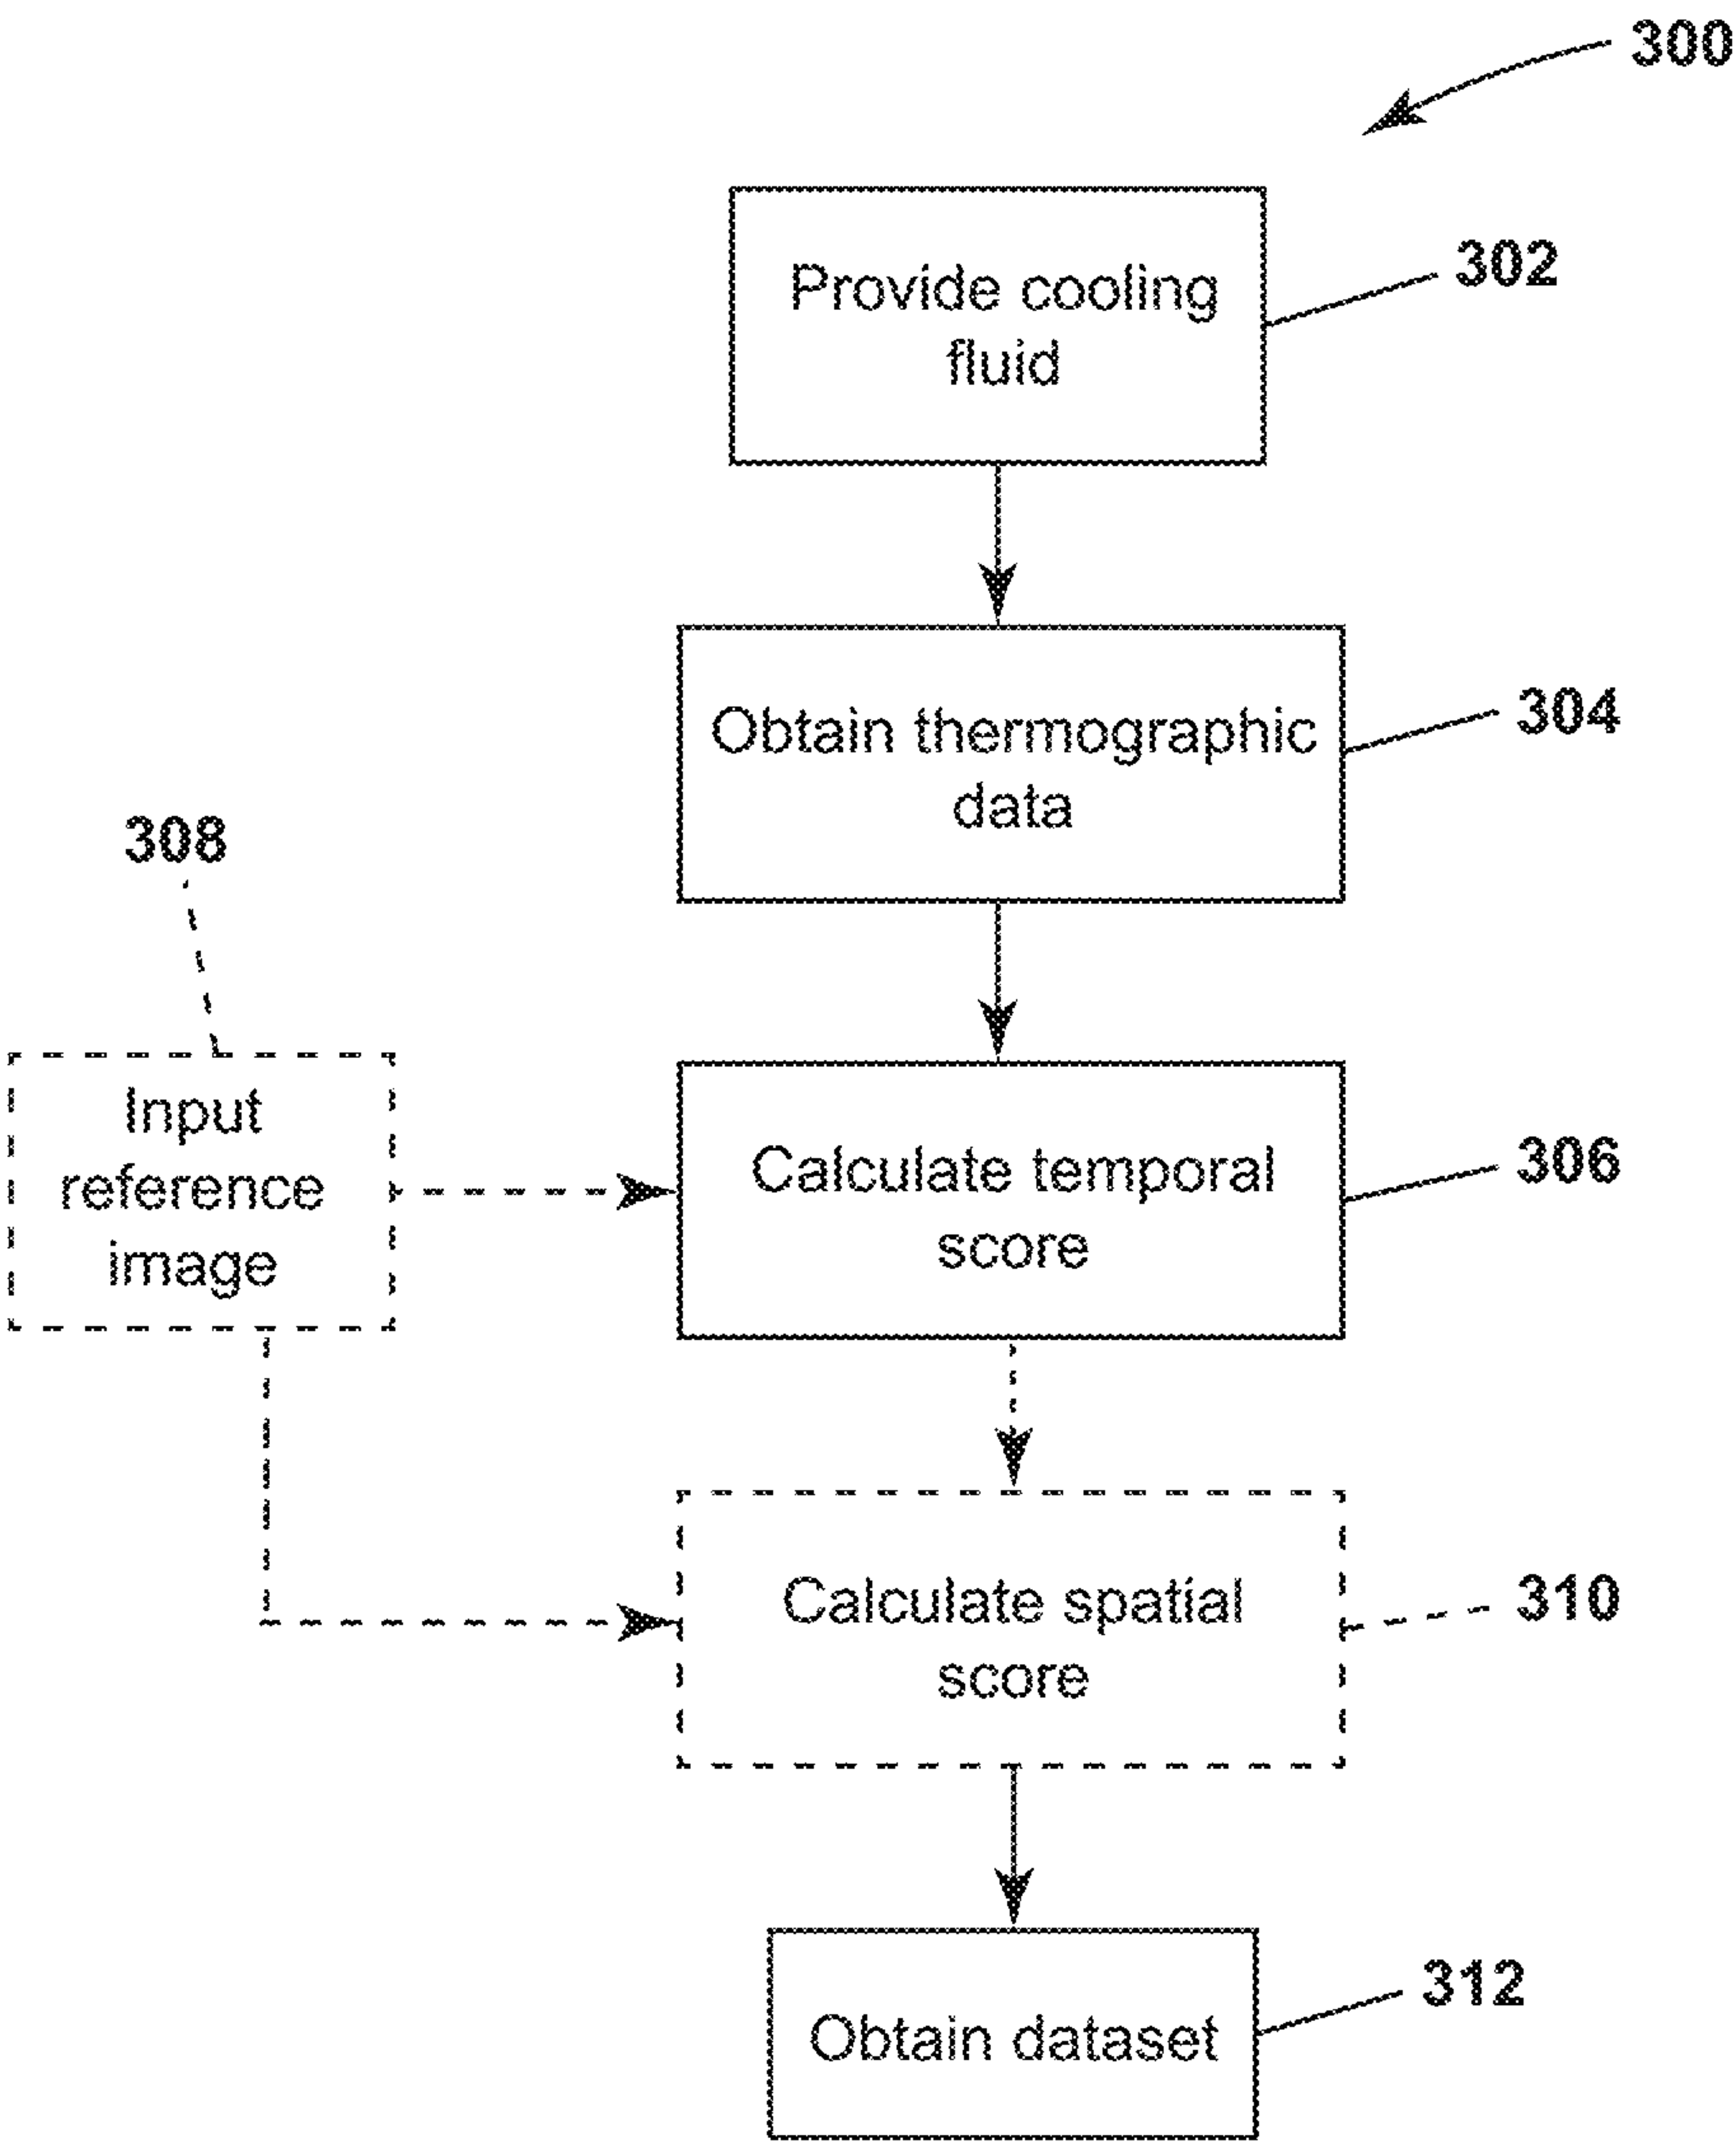 300
Provide cooling
fluid
302
Obtain thermographic
data
304
308
Input
reference
image
Calculate temporal
score
306
Calculate spatial
score
310
Obtain dataset
312